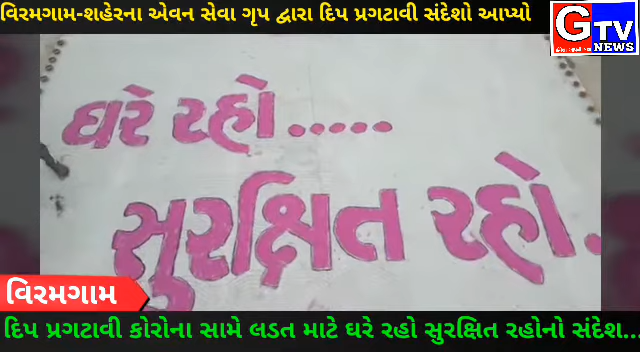 વિરમગામ-શહેરના એવન સેવા ગૃપ દ્વારા દિપ પ્રગટાવી સંદેશો આપ્યો
GTV
NEWS
ઘરે રહો.....
સુરક્ષિત રહો.
વિરમગામ
દિપ પ્રગટાવી કોરોના સામે લડત માટે ઘરે રહો સુરક્ષિત રહોનો સંદેશ...